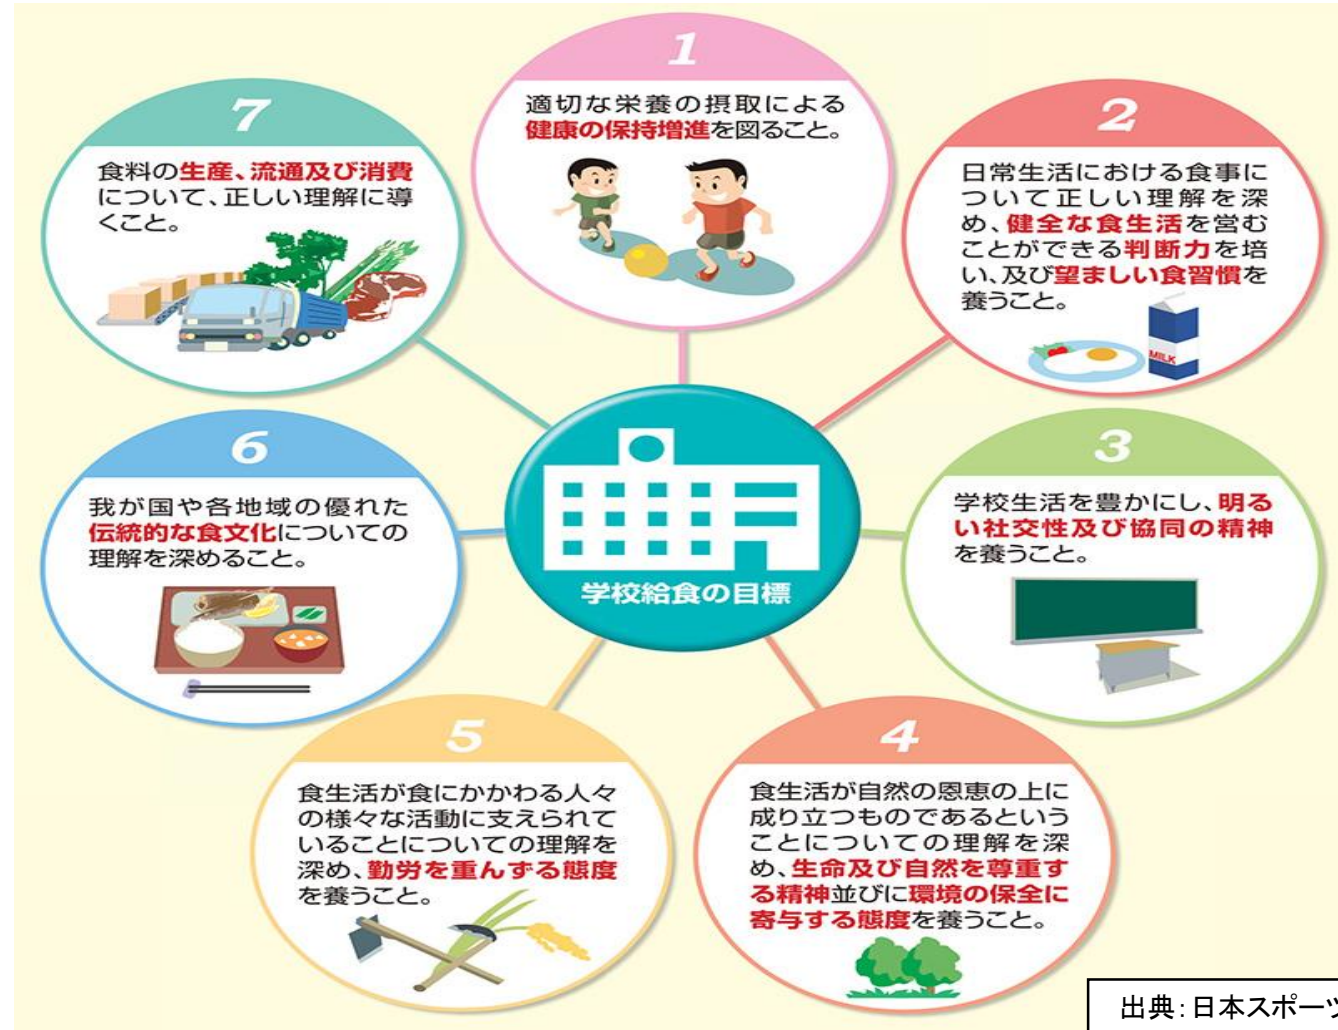 1
適切な栄養の摂取による
健康の保持増進を図ること。
2
日常生活における食事に
ついて正しい理解を深
め、健全な食生活を営む
ことができる判断力を培
い、及び望ましい食習慣を
養うこと。
MILK
3
学校生活を豊かにし、明る
い社交性及び協同の精神
を養うこと。
4
食生活が自然の恩恵の上に
成り立つものであるという
ことについての理解を深
め、生命及び自然を尊重す
る精神並びに環境の保全に
寄与する態度を養うこと。
5
食生活が食にかかわる人々
の様々な活動に支えられて
いることについての理解を
深め、勤労を重んずる態度
を養うこと。
6
我が国や各地域の優れた
伝統的な食文化についての
理解を深めること。
7
食料の生産、流通及び消費
について、正しい理解に導
くこと。
学校給食の目標
出典：日本スポーツ